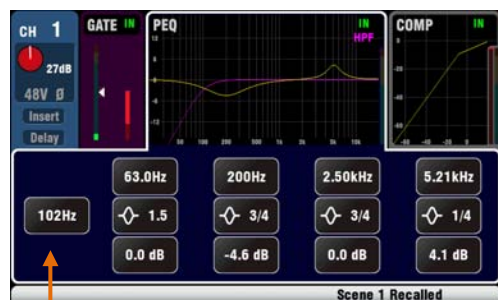 CH 1
GATE IN
PEQ
IN
HPF
COMP
IN
27dB
48V Ø
Insert
Delay
63.0Hz
200Hz
2.50kHz
5.21kHz
102Hz
1.5
3/4
3/4
1/4
0.0 dB
-4.6 dB
0.0 dB
4.1 dB
Scene 1 Recalled